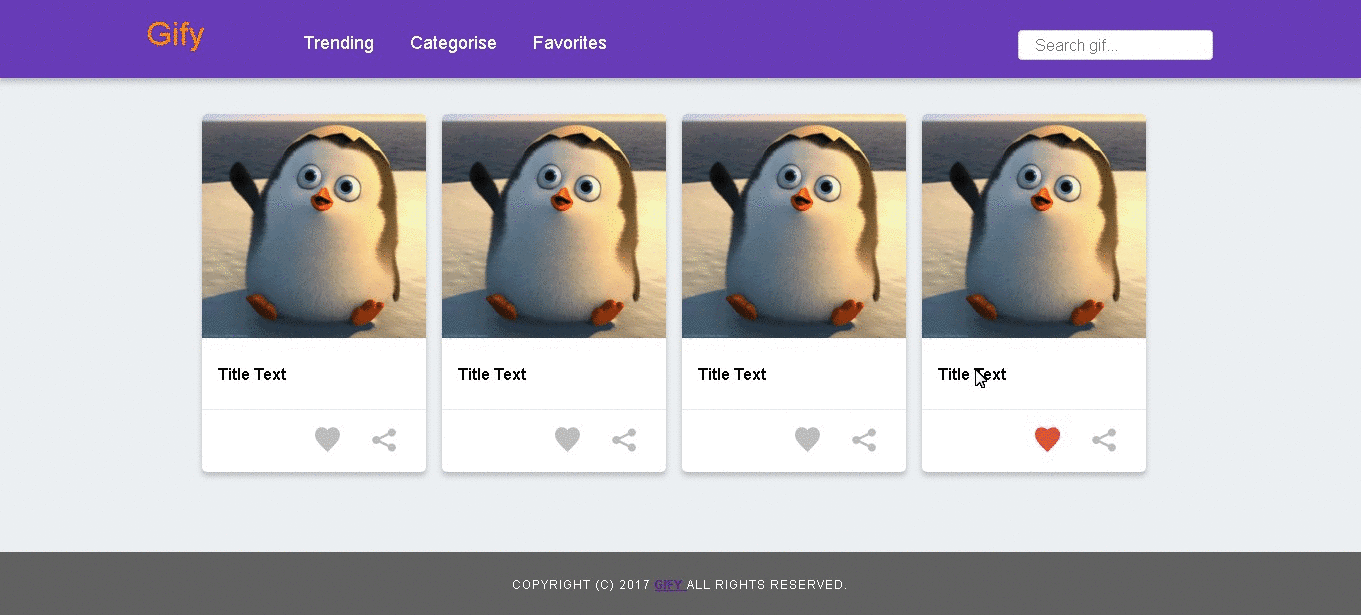 Gify
Trending Categorise Favorites
Search gif...
Title Text
Title Text
Title Text
Title Text
COPYRIGHT (C) 2017 GIFY ALL RIGHTS RESERVED.